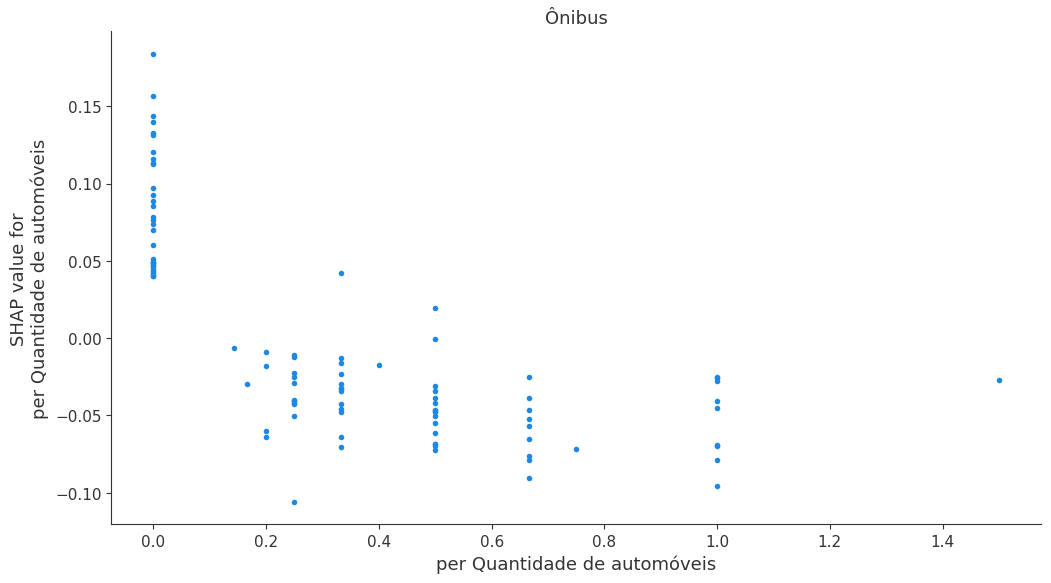 Ônibus
SHAP value for
per Quantidade de automóveis
0.15
0.10
0.05
0.00
−0.05
−0.10
0.0 0.2 0.4 0.6 0.8 1.0 1.2 1.4
per Quantidade de automóveis